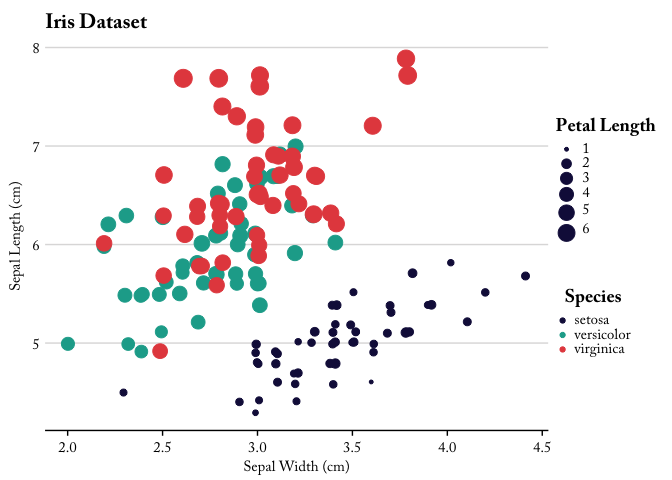 Iris Dataset
8
7
6
5
Sepal Length (cm)
2.0 2.5 3.0 3.5 4.0 4.5
Sepal Width (cm)
Petal Length
1
2
3
4
5
6
Species
setosa
versicolor
virginica